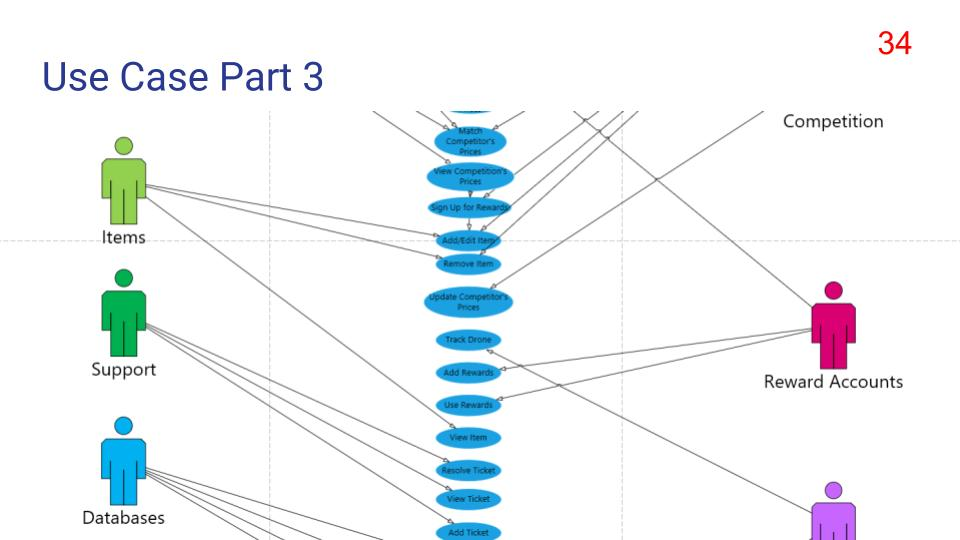 34
Use Case Part 3
Competition
Match
Competitor's
Prices
View Competition's
Prices
Sign Up for Rewards
Items
Add/Edit Item
Remove Item
Update Competitor's
Prices
Track Drone
Support
Add Rewards
Reward Accounts
Use Rewards
View Item
Resolve Ticket
View Ticket
Databases
Add Ticket